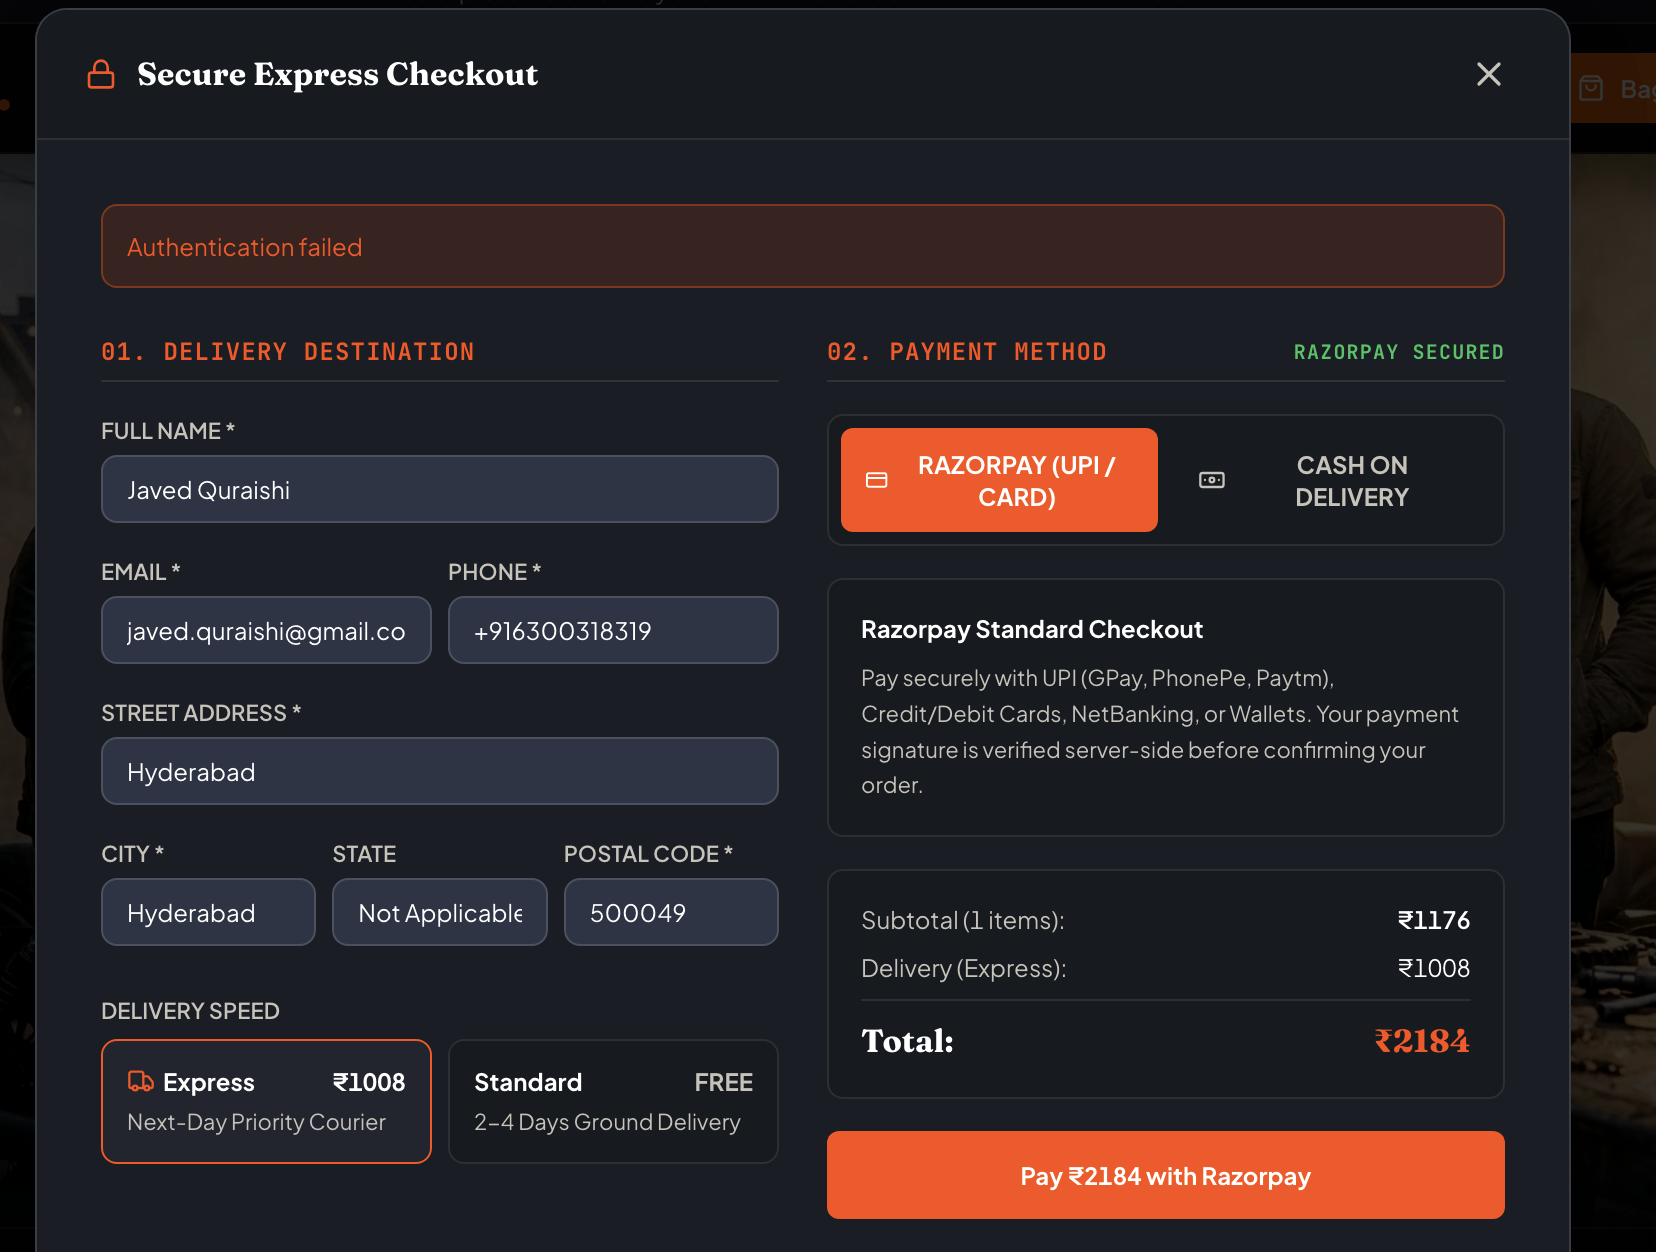 Secure Express Checkout
Authentication failed
01. DELIVERY DESTINATION
FULL NAME *
Javed Quraishi
EMAIL *
PHONE *
javed.quraishi@gmail.co
+916300318319
STREET ADDRESS *
Hyderabad
CITY *
STATE
POSTAL CODE *
Hyderabad
Not Applicable
500049
DELIVERY SPEED
Express
₹1008
Next-Day Priority Courier
Standard
FREE
2–4 Days Ground Delivery
02. PAYMENT METHOD
RAZORPAY SECURED
RAZORPAY (UPI /
CARD)
CASH ON
DELIVERY
Razorpay Standard Checkout
Pay securely with UPI (GPay, PhonePe, Paytm),
Credit/Debit Cards, NetBanking, or Wallets. Your payment
signature is verified server-side before confirming your
order.
Subtotal (1 items):
₹1176
Delivery (Express):
₹1008
Total:
₹2184
Pay ₹2184 with Razorpay